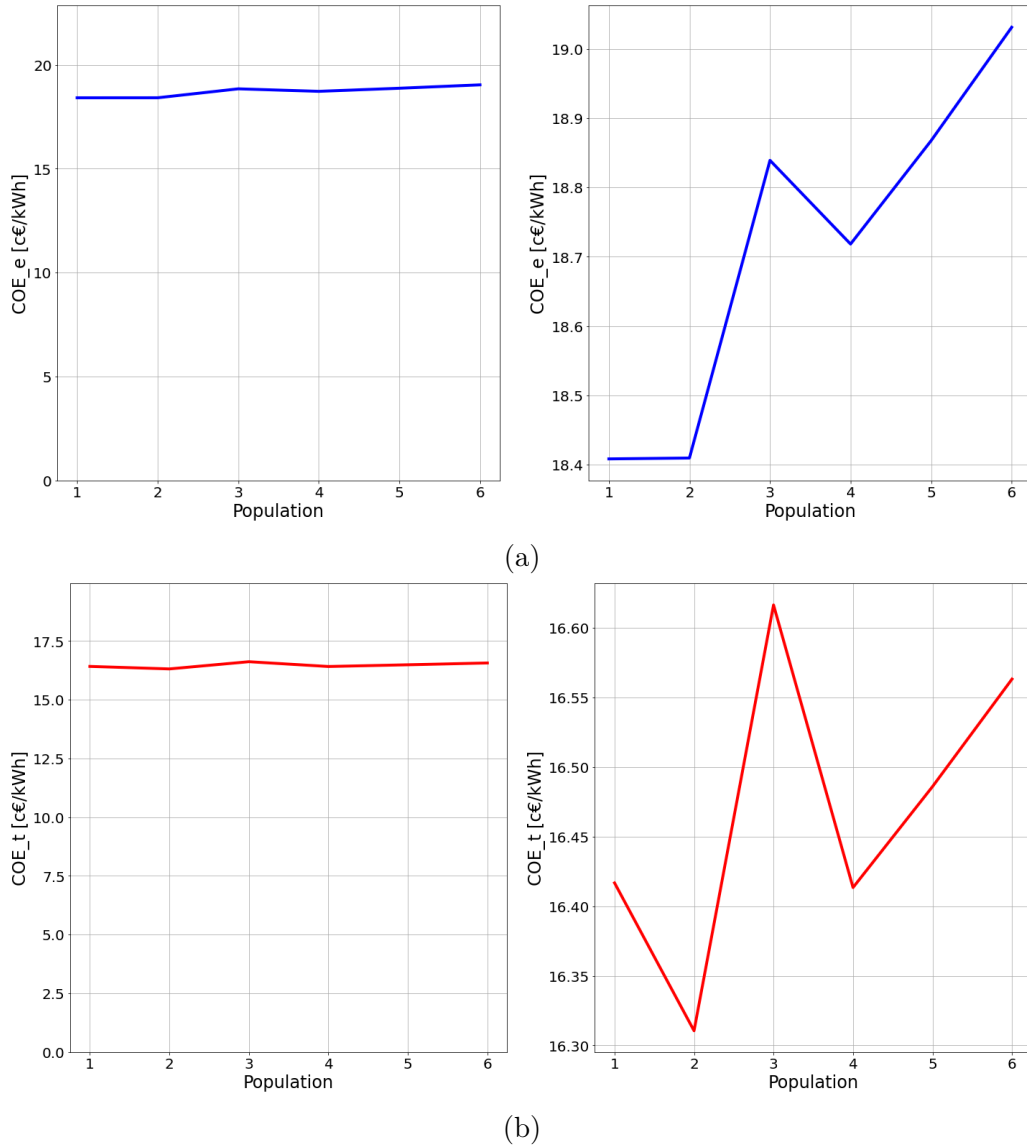 20
15
10
5
0
COE_e [c€/kWh]
1 2 3 4 5 6
Population
19.0
18.9
18.8
18.7
18.6
18.5
18.4
COE_e [c€/kWh]
1 2 3 4 5 6
Population
(a)
17.5
15.0
12.5
10.0
7.5
5.0
2.5
0.0
COE_t [c€/kWh]
1 2 3 4 5 6
Population
16.60
16.55
16.50
16.45
16.40
16.35
16.30
COE_t [c€/kWh]
1 2 3 4 5 6
Population
(b)